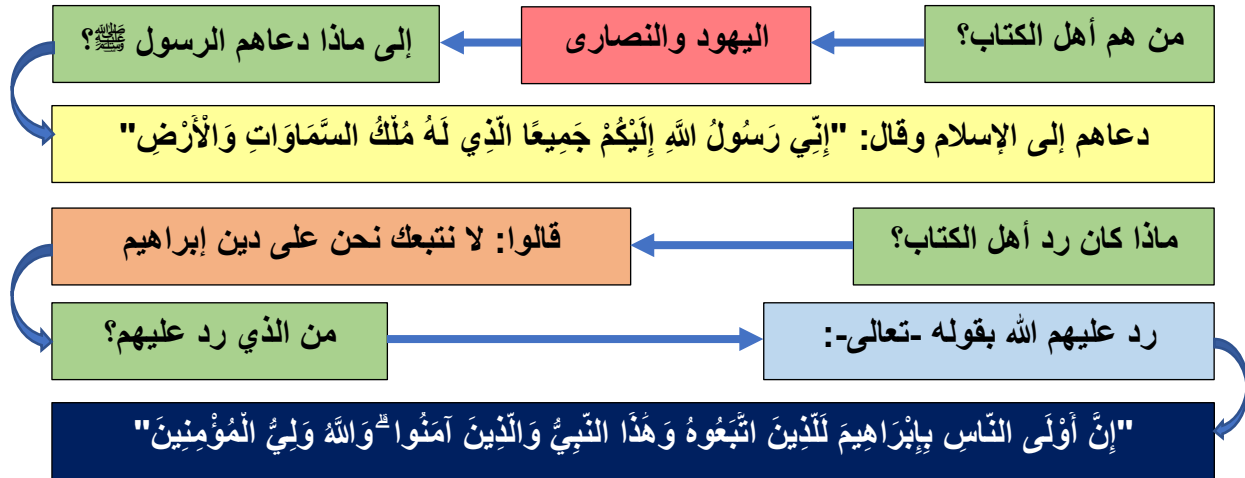 من هم أهل الكتاب؟
اليهود والنصارى
إلى ماذا دعاهم الرسول ﷺ؟
دعاهم إلى الإسلام وقال: "إِنِّي رَسُولُ اللَّهِ إِلَيْكُمْ جَمِيعًا الَّذِي لَهُ مُلْكُ السَّمَاوَاتِ وَالْأَرْضِ"
ماذا كان رد أهل الكتاب؟
قالوا: لا نتبعك نحن على دين إبراهيم
من الذي رد عليهم؟
رد عليهم الله بقوله -تعالى-:
"إِنَّ أَوْلَى النَّاسِ بِإِبْرَاهِيمَ لَلَّذِينَ اتَّبَعُوهُ وَهَٰذَا النَّبِيُّ وَالَّذِينَ آمَنُوا ۗ وَاللَّهُ وَلِيُّ الْمُؤْمِنِينَ"